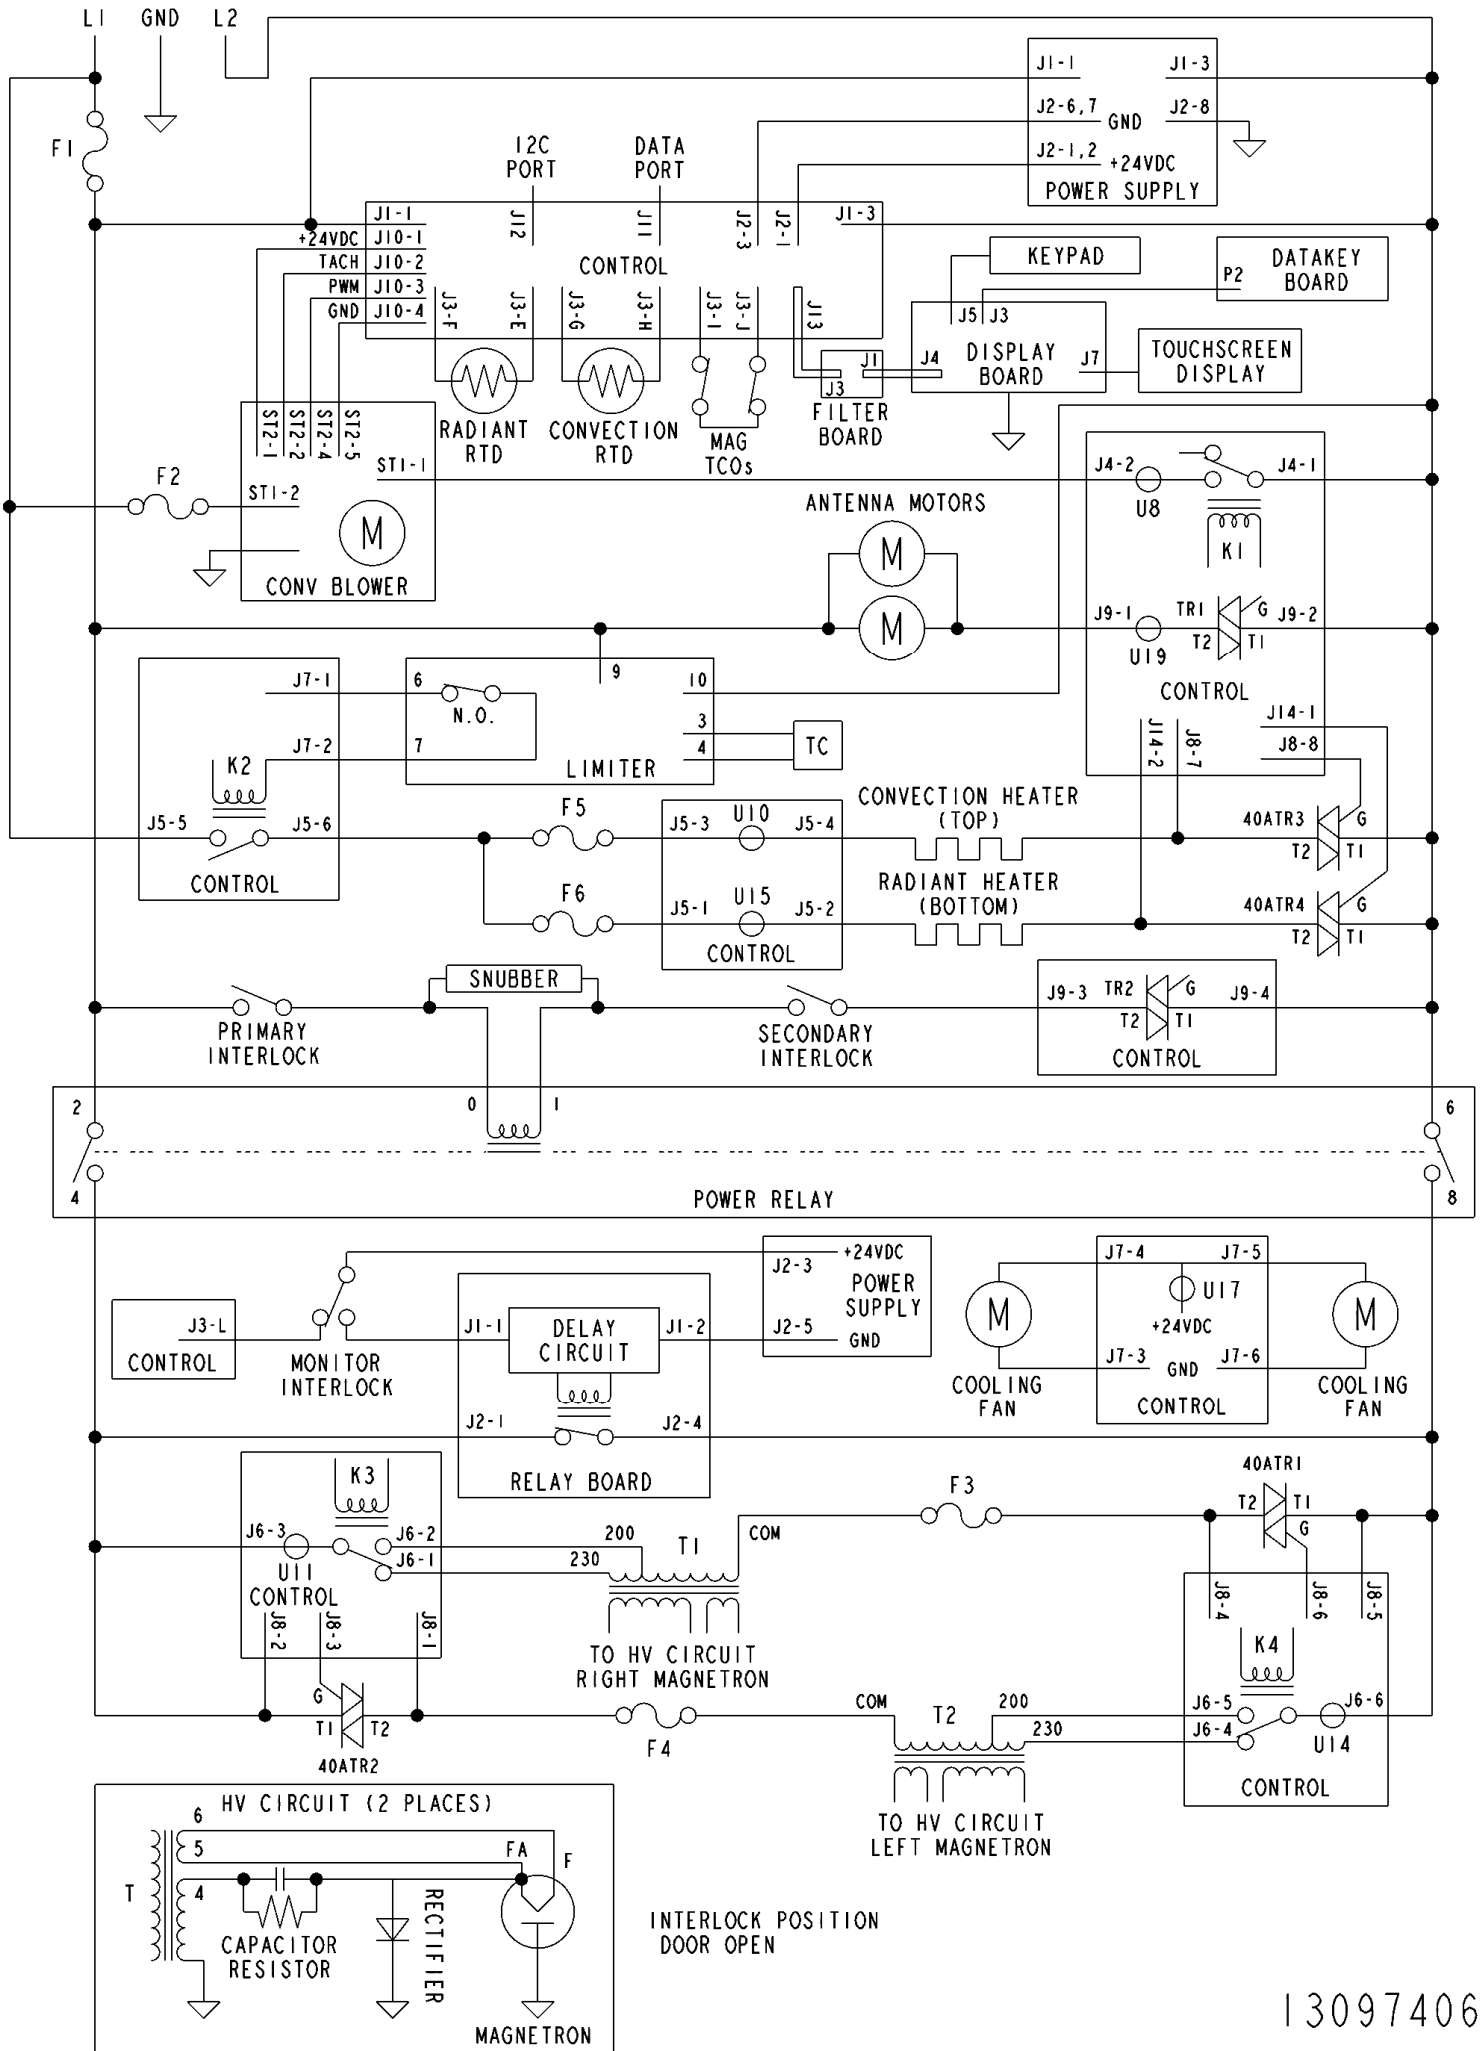 L1 GND L2
J1-1 J1-3
J2-6,7 GND J2-8
J2-1,2 +24VDC
POWER SUPPLY
F1
I2C
PORT
DATA
PORT
J1-1 J12 J11 J2-3 J2-1 J1-3
+24VDC J10-1
TACH J10-2
PWM J10-3
GND J10-4
CONTROL
J3-F J3-E J3-G J3-H J3-I J3-J J13
KEYPAD
P2 DATAKEY
BOARD
J5 J3
J4 DISPLAY
BOARD
J7
TOUCHSCREEN
DISPLAY
J1
J3
FILTER
BOARD
RADIANT
RTD
CONVECTION
RTD
MAG
TCOs
ST2-1 ST2-2 ST2-4 ST2-5
ST1-1
F2
ST1-2
M
CONV BLOWER
ANTENNA MOTORS
M
M
J4-2 J4-1
U8
K1
J9-1 TR1 G J9-2
U19 T2 T1
CONTROL
J14-1
J8-8
J14-2 J8-7
J7-1
J7-2
K2
J5-5 J5-6
CONTROL
6 9 10
N.O.
3
7 4
TC
LIMITER
F5
J5-3 U10 J5-4
CONVECTION HEATER
(TOP)
40ATR3 G
T2 T1
F6
J5-1 U15 J5-2
CONTROL
RADIANT HEATER
(BOTTOM)
40ATR4 G
T2 T1
SNUBBER
PRIMARY
INTERLOCK
SECONDARY
INTERLOCK
J9-3 TR2 G J9-4
T2 T1
CONTROL
2 0 1 6
4 8
POWER RELAY
+24VDC
J2-3
POWER
SUPPLY
J2-5 GND
J3-L
CONTROL
MONITOR
INTERLOCK
J1-1 DELAY
CIRCUIT
J1-2
J2-1 J2-4
RELAY BOARD
J7-4 J7-5
M U17 M
+24VDC
J7-3 GND J7-6
CONTROL
COOLING
FAN
COOLING
FAN
K3
J6-3 J6-2
J6-1
U11
CONTROL
J8-2 J8-3 J8-1
200
230
T1
COM
TO HV CIRCUIT
RIGHT MAGNETRON
F3
40ATR1
T2 T1
G
J8-4 J8-6 J8-5
K4
J6-5 J6-6
J6-4
U14
CONTROL
G
T1 T2
40ATR2
F4
COM T2 200
230
TO HV CIRCUIT
LEFT MAGNETRON
HV CIRCUIT (2 PLACES)
6
5
4
T
FA F
CAPACITOR
RESISTOR
RECTIFIER
MAGNETRON
INTERLOCK POSITION
DOOR OPEN
13097406